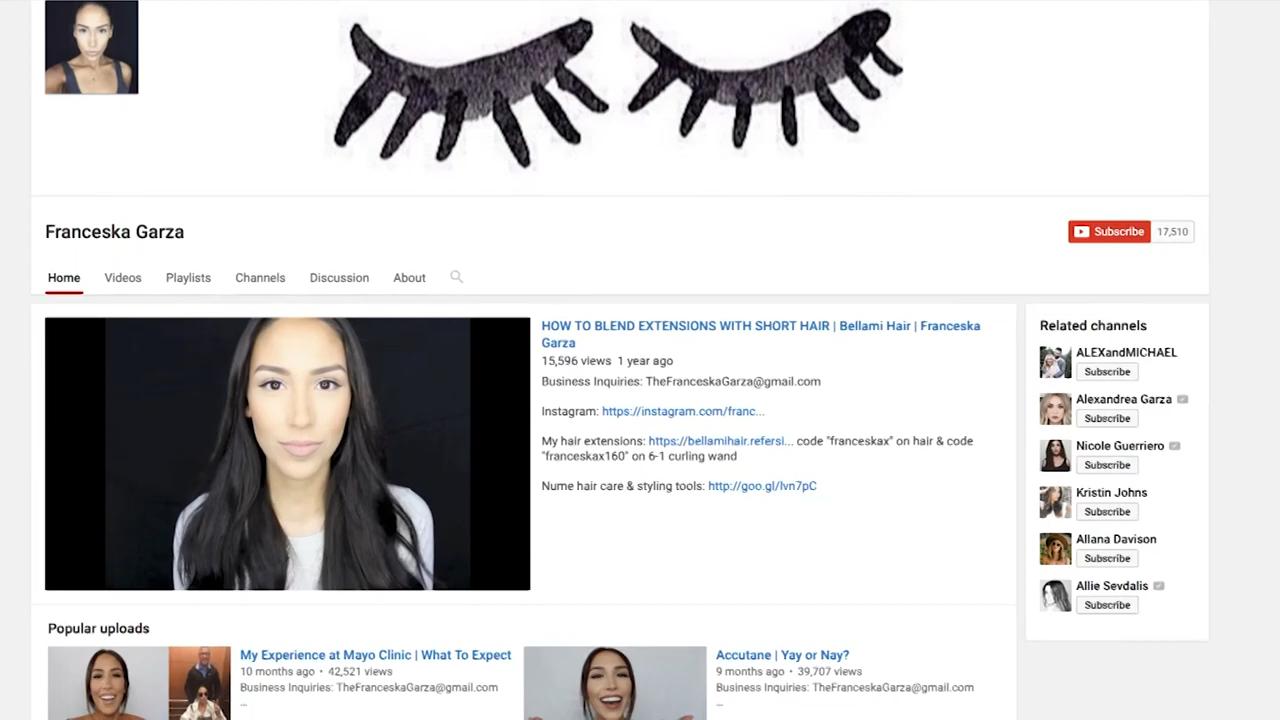 Franceska Garza
Subscribe 17,510
Home Videos Playlists Channels Discussion About
HOW TO BLEND EXTENSIONS WITH SHORT HAIR | Bellami Hair | Franceska
Garza
15,596 views 1 year ago
Business Inquiries: TheFranceskaGarza@gmail.com
Instagram: https://instagram.com/franc...
My hair extensions: https://bellamihair.refersi... code "franceskax" on hair & code
"franceskax160" on 6-1 curling wand
Nume hair care & styling tools: http://goo.gl/lvn7pC
Related channels
ALEXandMICHAEL
Subscribe
Alexandrea Garza
Subscribe
Nicole Guerriero
Subscribe
Kristin Johns
Subscribe
Allana Davison
Subscribe
Allie Sevdalis
Subscribe
Popular uploads
My Experience at Mayo Clinic | What To Expect
10 months ago • 42,521 views
Business Inquiries: TheFranceskaGarza@gmail.com
...
Accutane | Yay or Nay?
9 months ago • 39,707 views
Business Inquiries: TheFranceskaGarza@gmail.com
...